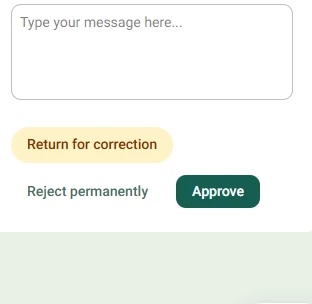 Type your message here...
Return for correction
Reject permanently
Approve